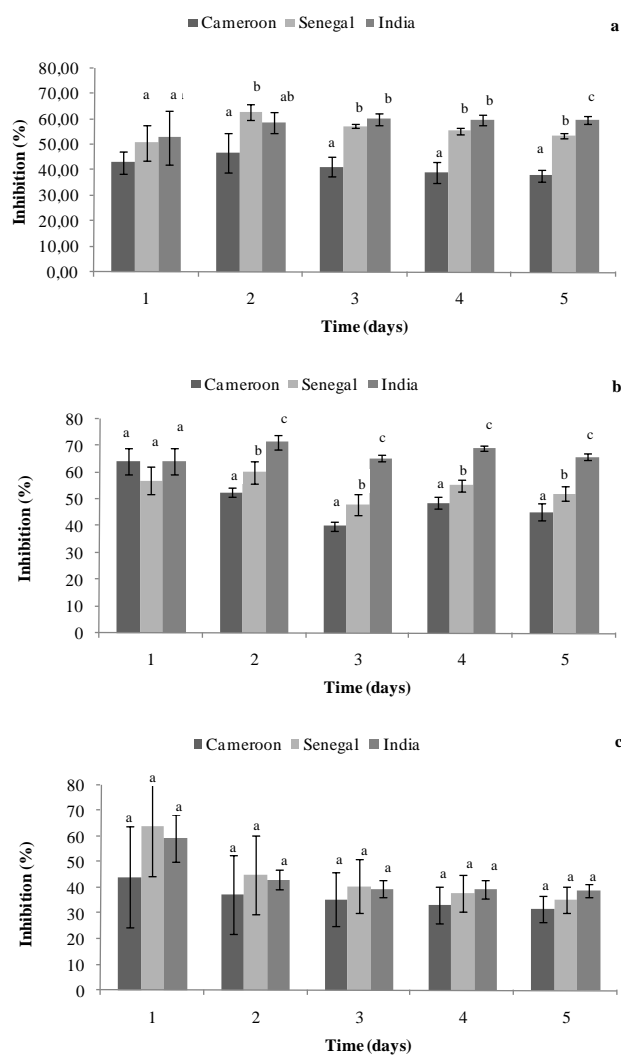 Cameroon Senegal India
a
80,00
70,00
60,00
50,00
40,00
30,00
20,00
10,00
0,00
Inhibition (%)
a a a
a b ab
a b b
a b b
a b c
1 2 3 4 5
Time (days)
Cameroon Senegal India
b
80
70
60
50
40
30
20
10
0
Inhibition (%)
a a a
a b c
a b c
a b c
a b c
1 2 3 4 5
Time (days)
Cameroon Senegal India
c
80
70
60
50
40
30
20
10
0
Inhibition (%)
a a a
a a a
a a a
a a a
a a a
1 2 3 4 5
Time (days)